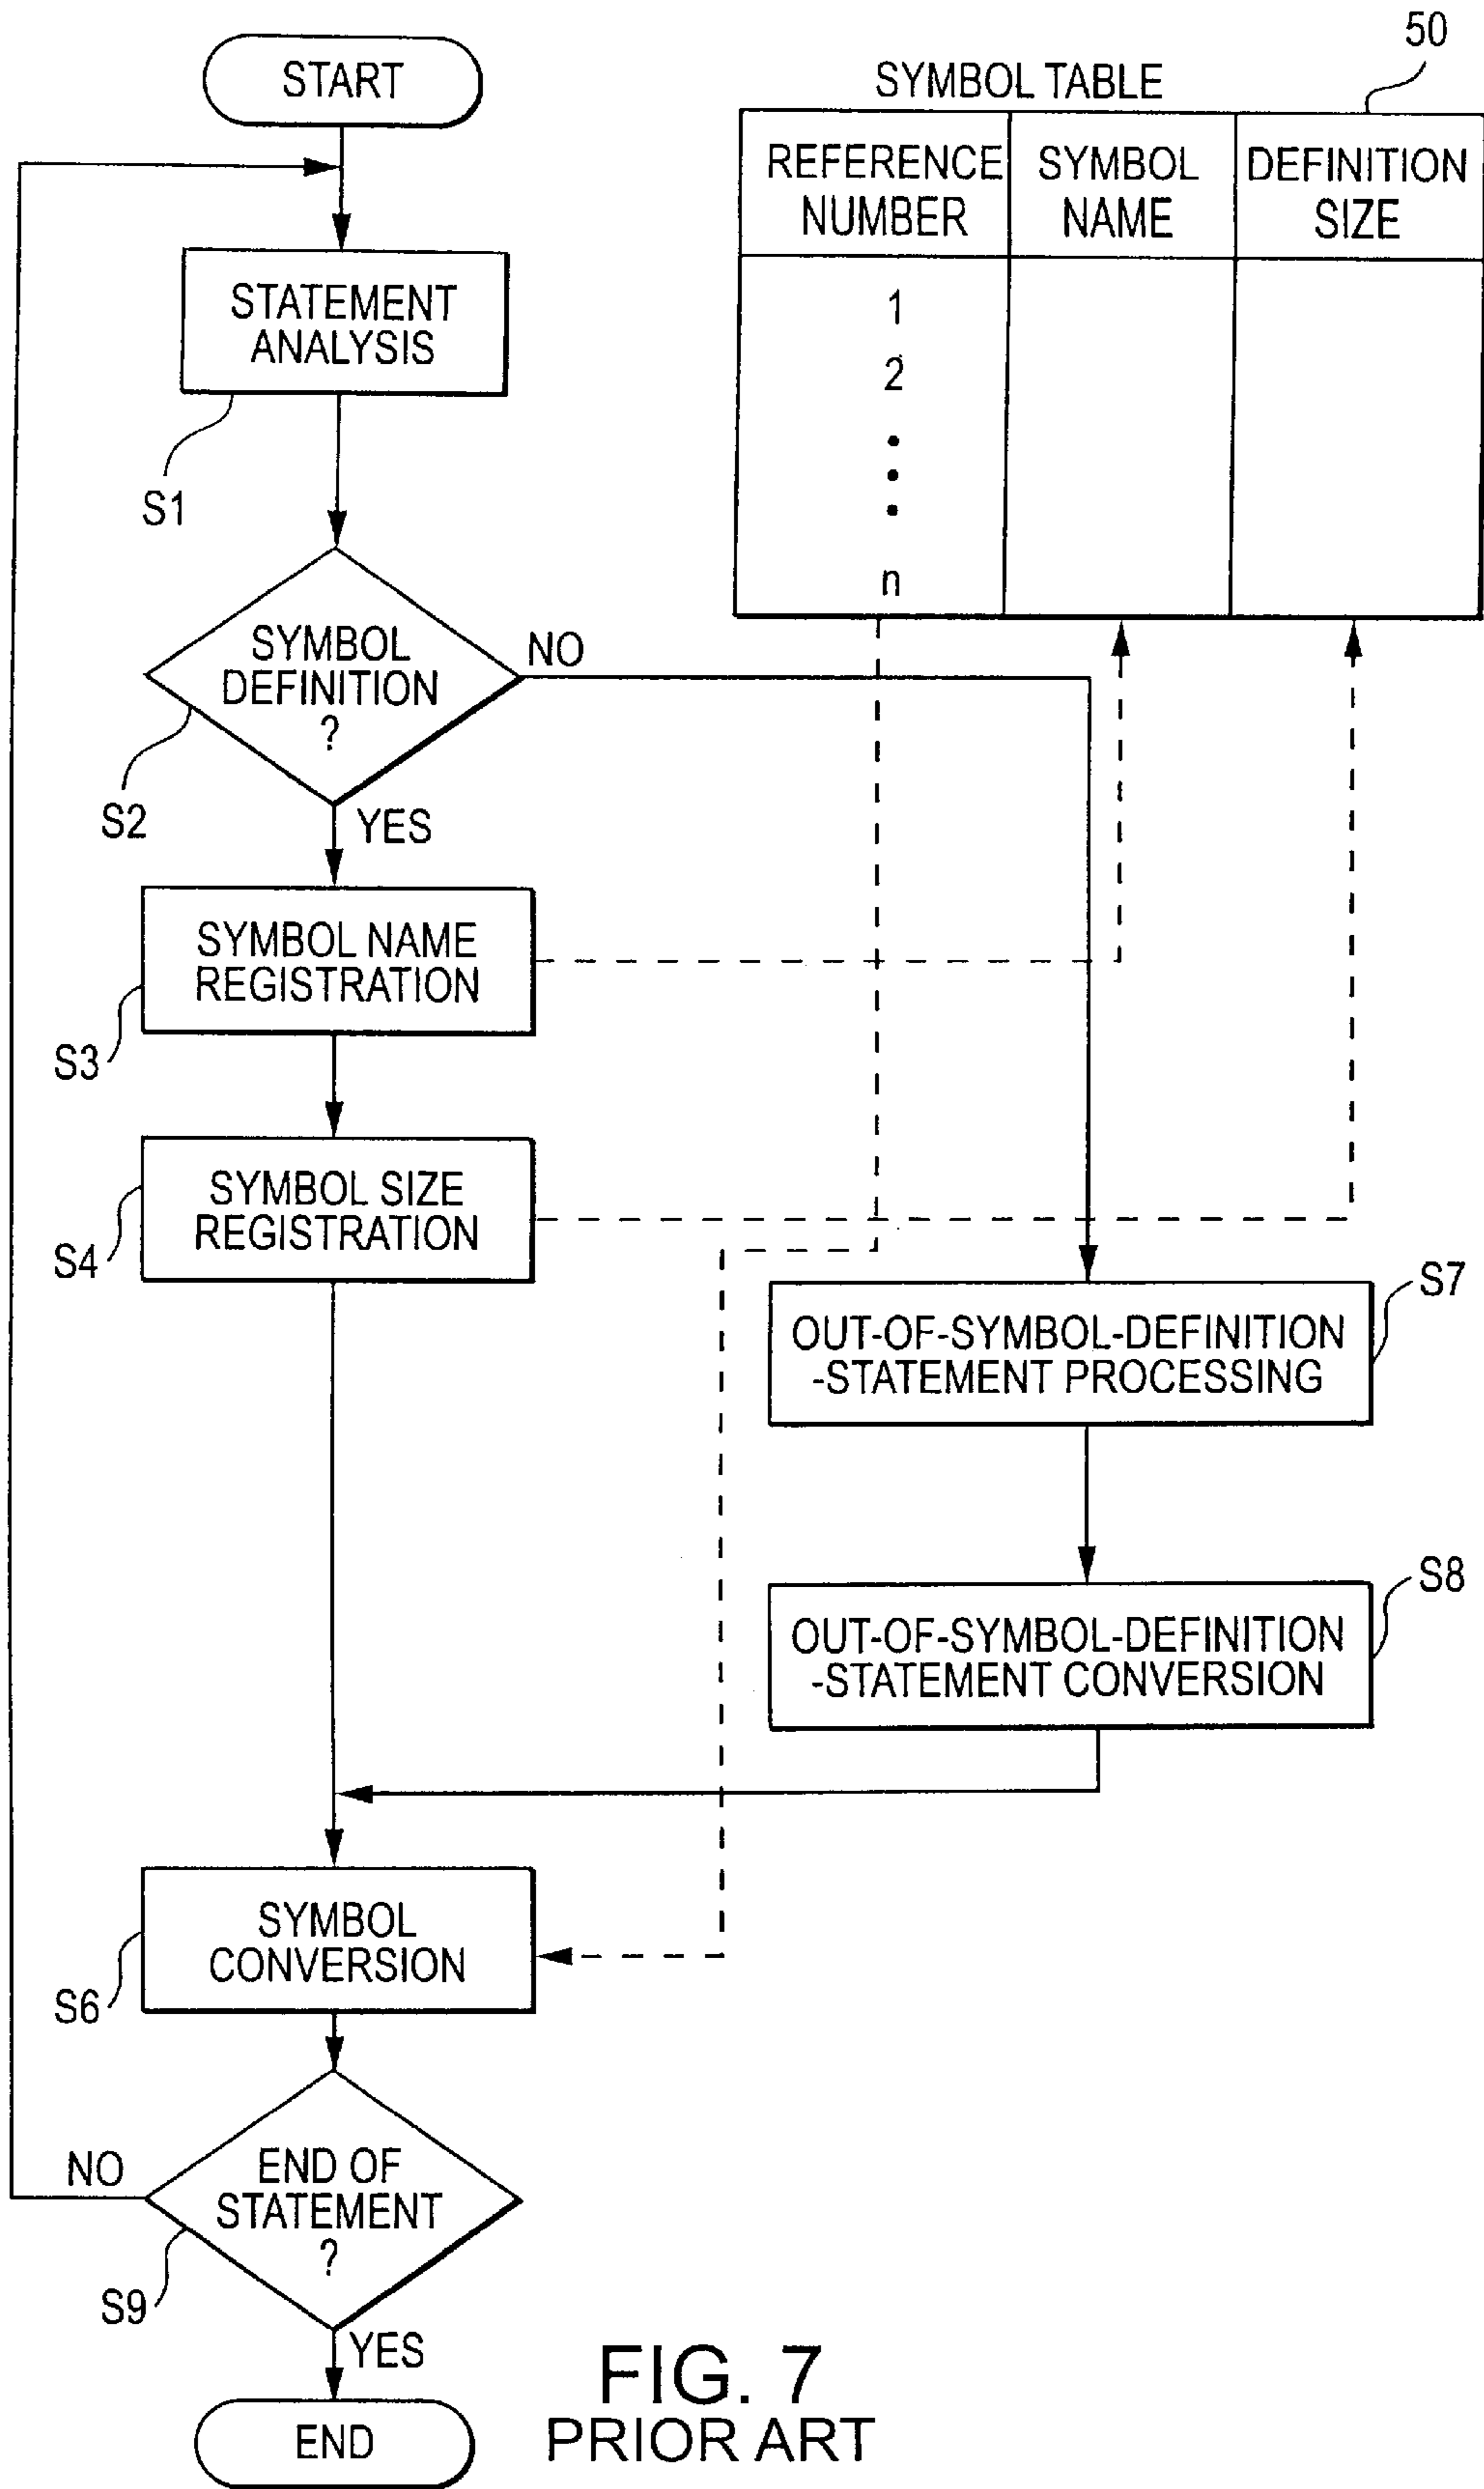 START
50
SYMBOL TABLE
REFERENCE NUMBER
SYMBOL NAME
DEFINITION SIZE
1
2
n
STATEMENT
ANALYSIS
S1
SYMBOL
DEFINITION
?
NO
S2
YES
SYMBOL NAME
REGISTRATION
S3
SYMBOL SIZE
REGISTRATION
S4
S7
OUT-OF-SYMBOL-DEFINITION
-STATEMENT PROCESSING
S8
OUT-OF-SYMBOL-DEFINITION
-STATEMENT CONVERSION
SYMBOL
CONVERSION
S6
NO
END OF
STATEMENT
?
S9
YES
END
FIG. 7
PRIOR ART